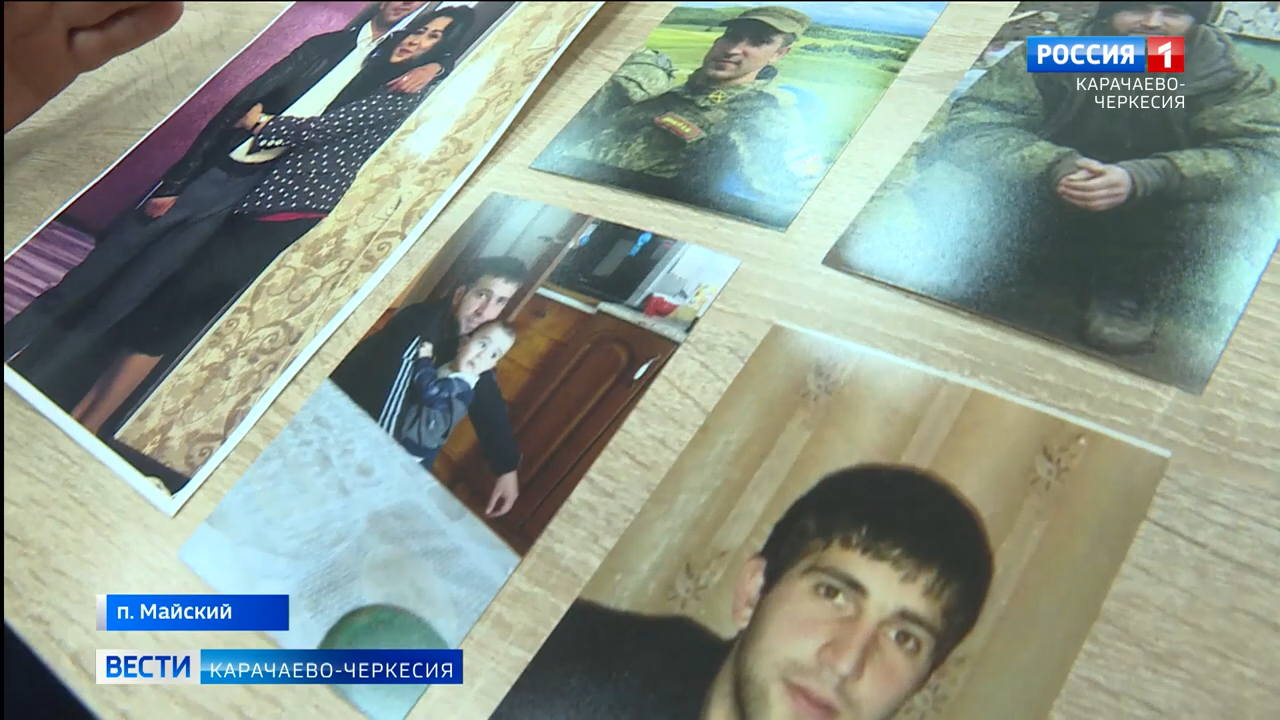 РОССИЯ 1
КАРАЧАЕВО-
ЧЕРКЕСИЯ
п. Майский
ВЕСТИ КАРАЧАЕВО-ЧЕРКЕСИЯ